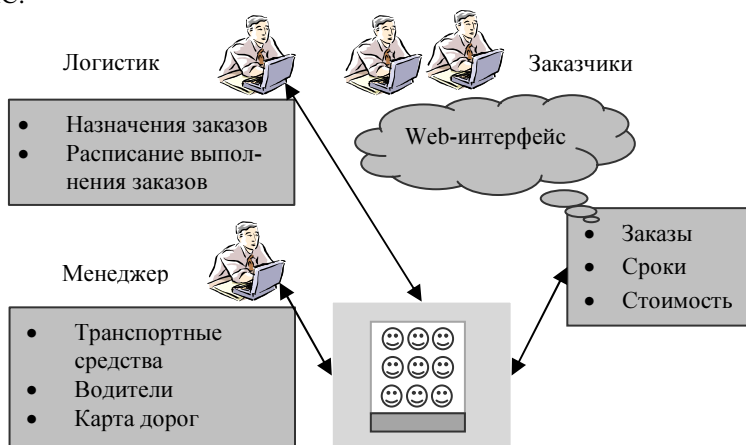 Логистик
Заказчики
• Назначения заказов
• Расписание выпол-
нения заказов
Web-интерфейс
• Заказы
• Сроки
• Стоимость
Менеджер
• Транспортные
средства
• Водители
• Карта дорог